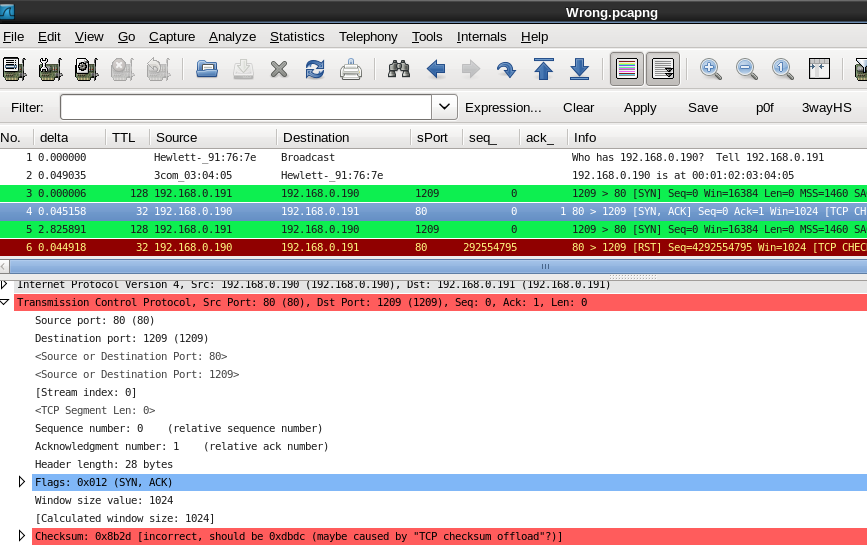 Wrong.pcapng
File Edit View Go Capture Analyze Statistics Telephony Tools Internals Help
Filter: Expression... Clear Apply Save p0f 3wayHS
No. delta TTL Source Destination sPort seq_ ack_ Info
1 0.000000 Hewlett-_91:76:7e Broadcast Who has 192.168.0.190? Tell 192.168.0.191
2 0.049035 3com_03:04:05 Hewlett-_91:76:7e 192.168.0.190 is at 00:01:02:03:04:05
3 0.000006 128 192.168.0.191 192.168.0.190 1209 0 1209 > 80 [SYN] Seq=0 Win=16384 Len=0 MSS=1460 SA
4 0.045158 32 192.168.0.190 192.168.0.191 80 0 1 80 > 1209 [SYN, ACK] Seq=0 Ack=1 Win=1024 [TCP CH
5 2.825891 128 192.168.0.191 192.168.0.190 1209 0 1209 > 80 [SYN] Seq=0 Win=16384 Len=0 MSS=1460 SA
6 0.044918 32 192.168.0.190 192.168.0.191 80 292554795 80 > 1209 [RST] Seq=4292554795 Win=1024 [TCP CHEC
Internet Protocol Version 4, Src: 192.168.0.190 (192.168.0.190), Dst: 192.168.0.191 (192.168.0.191)
Transmission Control Protocol, Src Port: 80 (80), Dst Port: 1209 (1209), Seq: 0, Ack: 1, Len: 0
Source port: 80 (80)
Destination port: 1209 (1209)
<Source or Destination Port: 80>
<Source or Destination Port: 1209>
[Stream index: 0]
<TCP Segment Len: 0>
Sequence number: 0 (relative sequence number)
Acknowledgment number: 1 (relative ack number)
Header length: 28 bytes
Flags: 0x012 (SYN, ACK)
Window size value: 1024
[Calculated window size: 1024]
Checksum: 0x8b2d [incorrect, should be 0xdbdc (maybe caused by "TCP checksum offload"?)]